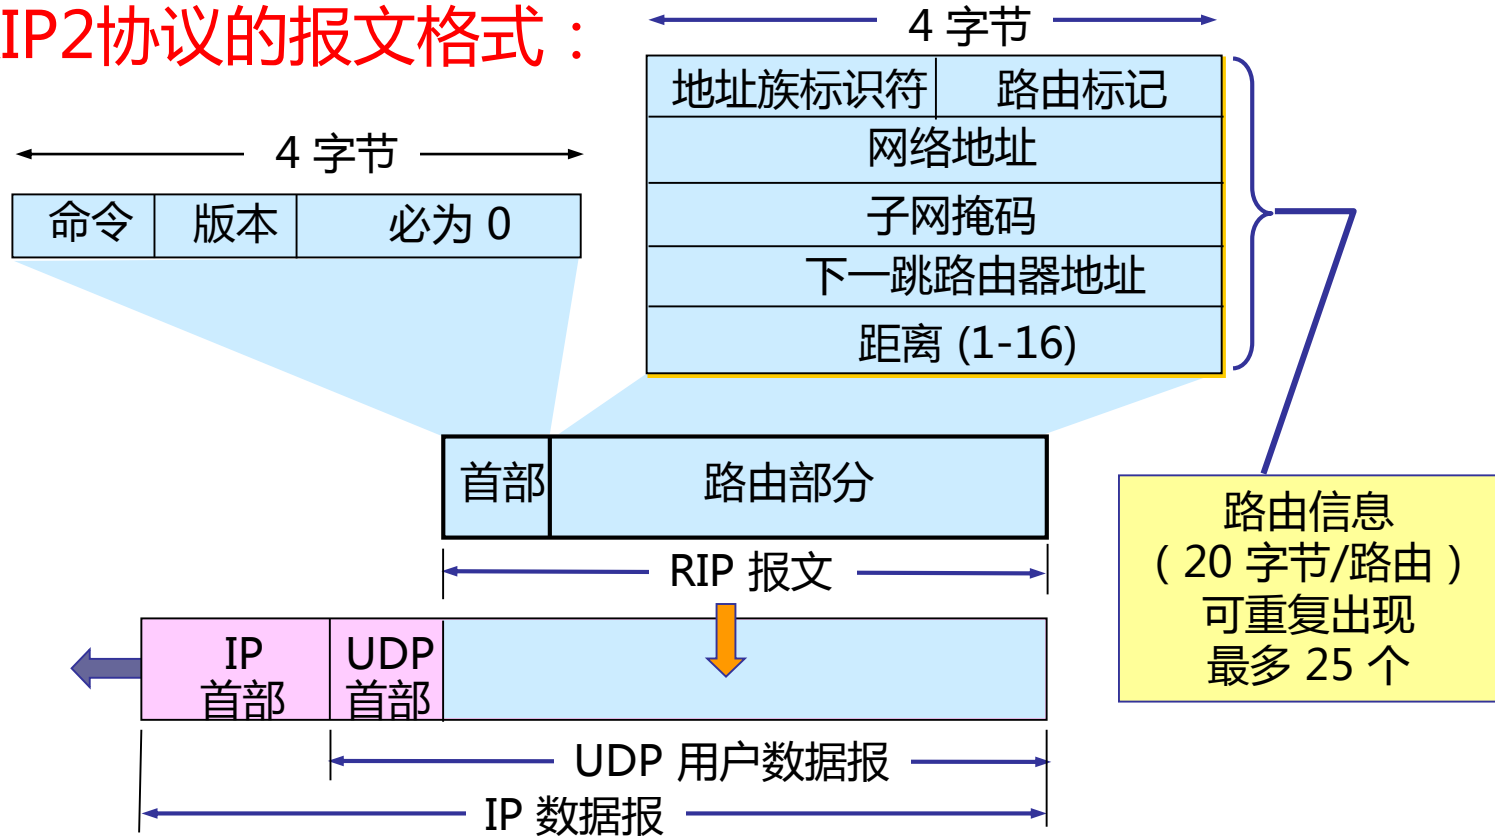 IP2协议的报文格式：
4 字节
地址族标识符 路由标记
网络地址
子网掩码
下一跳路由器地址
距离 (1-16)
4 字节
命令 版本 必为 0
首部 路由部分
RIP 报文
路由信息
（20 字节/路由）
可重复出现
最多 25 个
IP
首部
UDP
首部
UDP 用户数据报
IP 数据报